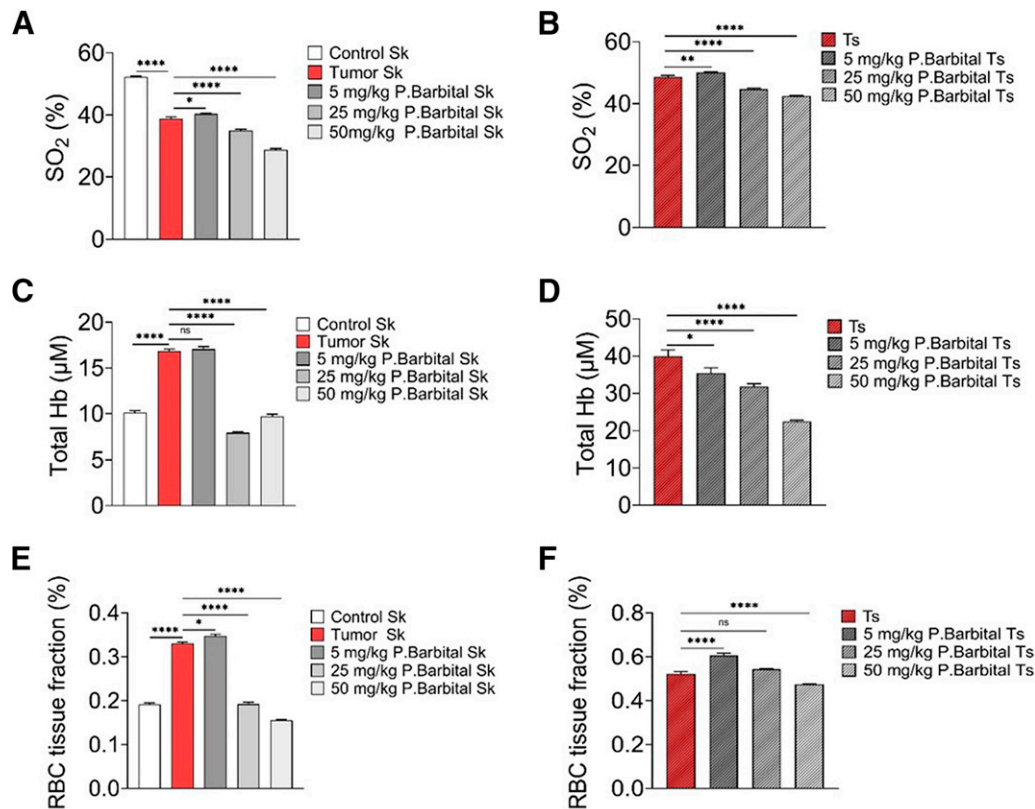 A
SO2 (%)
60
40
20
0
****
****
****
*
Control Sk
Tumor Sk
5 mg/kg P.Barbital Sk
25 mg/kg P.Barbital Sk
50mg/kg P.Barbital Sk
B
SO2 (%)
60
40
20
0
****
****
**
Ts
5 mg/kg P.Barbital Ts
25 mg/kg P.Barbital Ts
50 mg/kg P.Barbital Ts
C
Total Hb (µM)
20
15
10
5
0
****
****
****
ns
Control Sk
Tumor Sk
5 mg/kg P.Barbital Sk
25 mg/kg P.Barbital Sk
50 mg/kg P.Barbital Sk
D
Total Hb (µM)
50
40
30
20
10
0
****
****
*
Ts
5 mg/kg P.Barbital Ts
25 mg/kg P.Barbital Ts
50 mg/kg P.Barbital Ts
E
RBC tissue fraction (%)
0.4
0.3
0.2
0.1
0.0
****
****
****
*
Control Sk
Tumor Sk
5 mg/kg P.Barbital Sk
25 mg/kg P.Barbital Sk
50 mg/kg P.Barbital Sk
F
RBC tissue fraction (%)
0.8
0.6
0.4
0.2
0.0
****
ns
****
Ts
5 mg/kg P.Barbital Ts
25 mg/kg P.Barbital Ts
50 mg/kg P.Barbital Ts